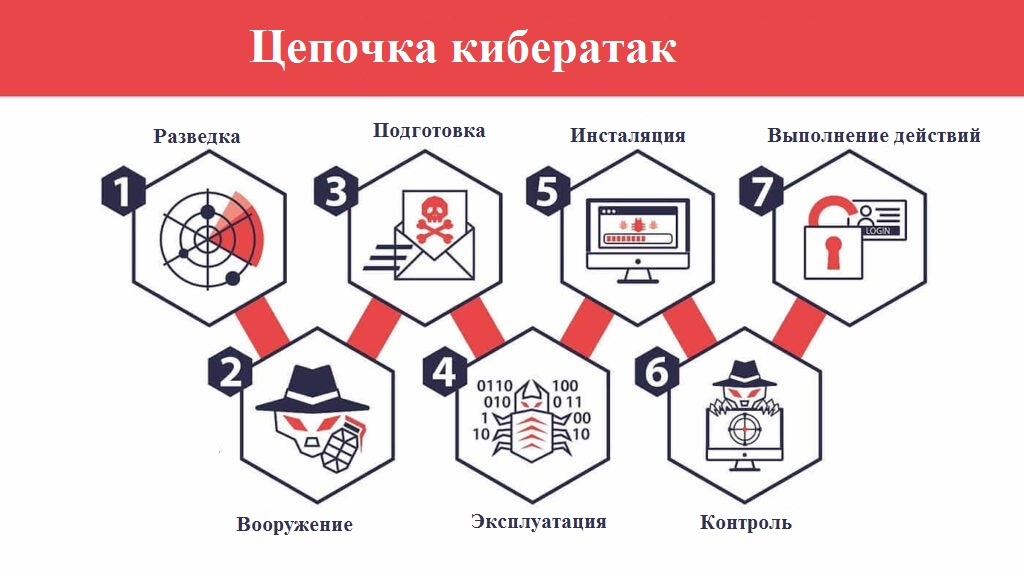 Цепочка кибератак
Разведка
Подготовка
Инсталяция
Выполнение действий
1
3
5
7
LOGIN
2
4
6
0110 100
010 0 11
1 00
10 10
Вооружение
Эксплуатация
Контроль